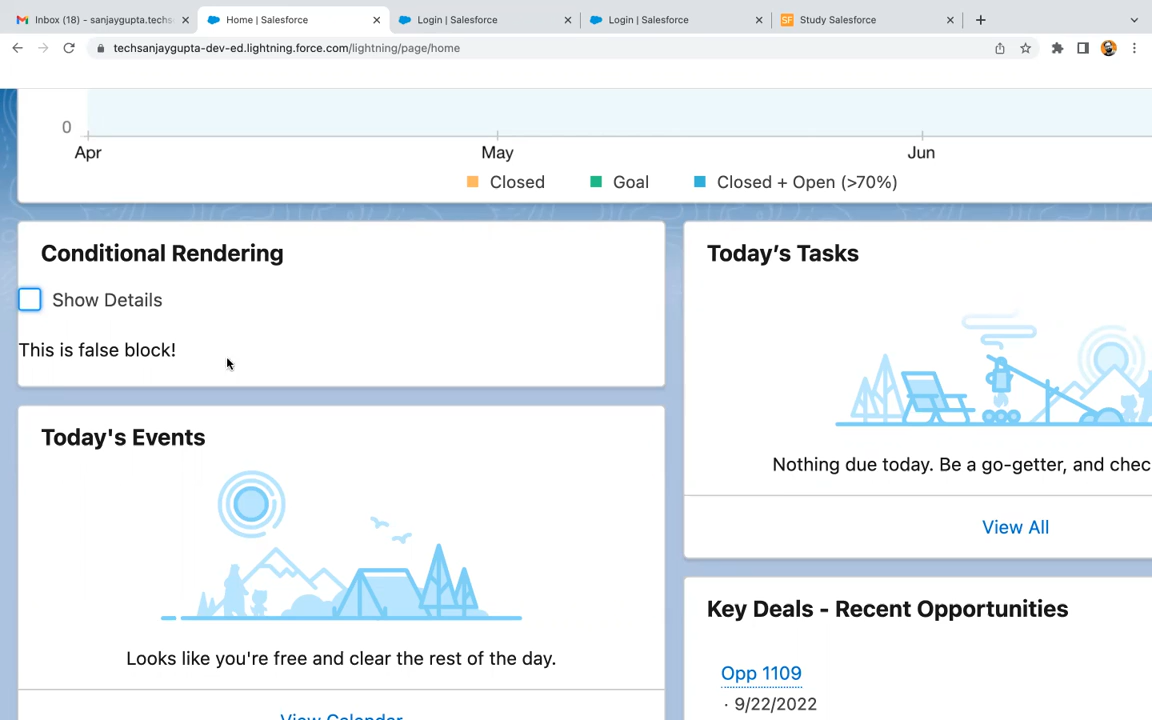 Inbox (18) - sanjaygupta.techs
Home | Salesforce
Login | Salesforce
Login | Salesforce
SF
Study Salesforce
techsanjaygupta-dev-ed.lightning.force.com/lightning/page/home
0
Apr
May
Jun
Closed
Goal
Closed + Open (>70%)
Conditional Rendering
Show Details
This is false block!
Today's Events
Looks like you're free and clear the rest of the day.
View Calendar
Today’s Tasks
Nothing due today. Be a go-getter, and chec
View All
Key Deals - Recent Opportunities
Opp 1109
· 9/22/2022